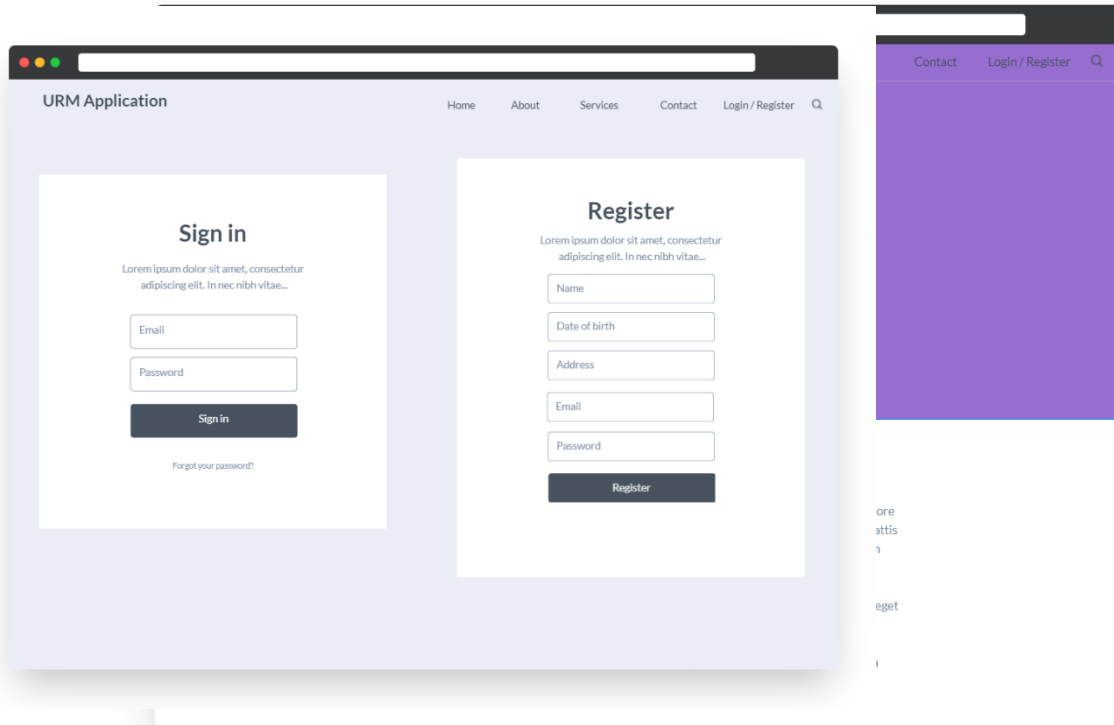 Contact Login / Register
URM Application
Home About Services Contact Login / Register
Sign in
Lorem ipsum dolor sit amet, consectetur
adipiscing elit. In nec nibh vitae...
Email
Password
Sign in
Forgot your password?
Register
Lorem ipsum dolor sit amet, consectetur
adipiscing elit. In nec nibh vitae...
Name
Date of birth
Address
Email
Password
Register
ore
attis
eget